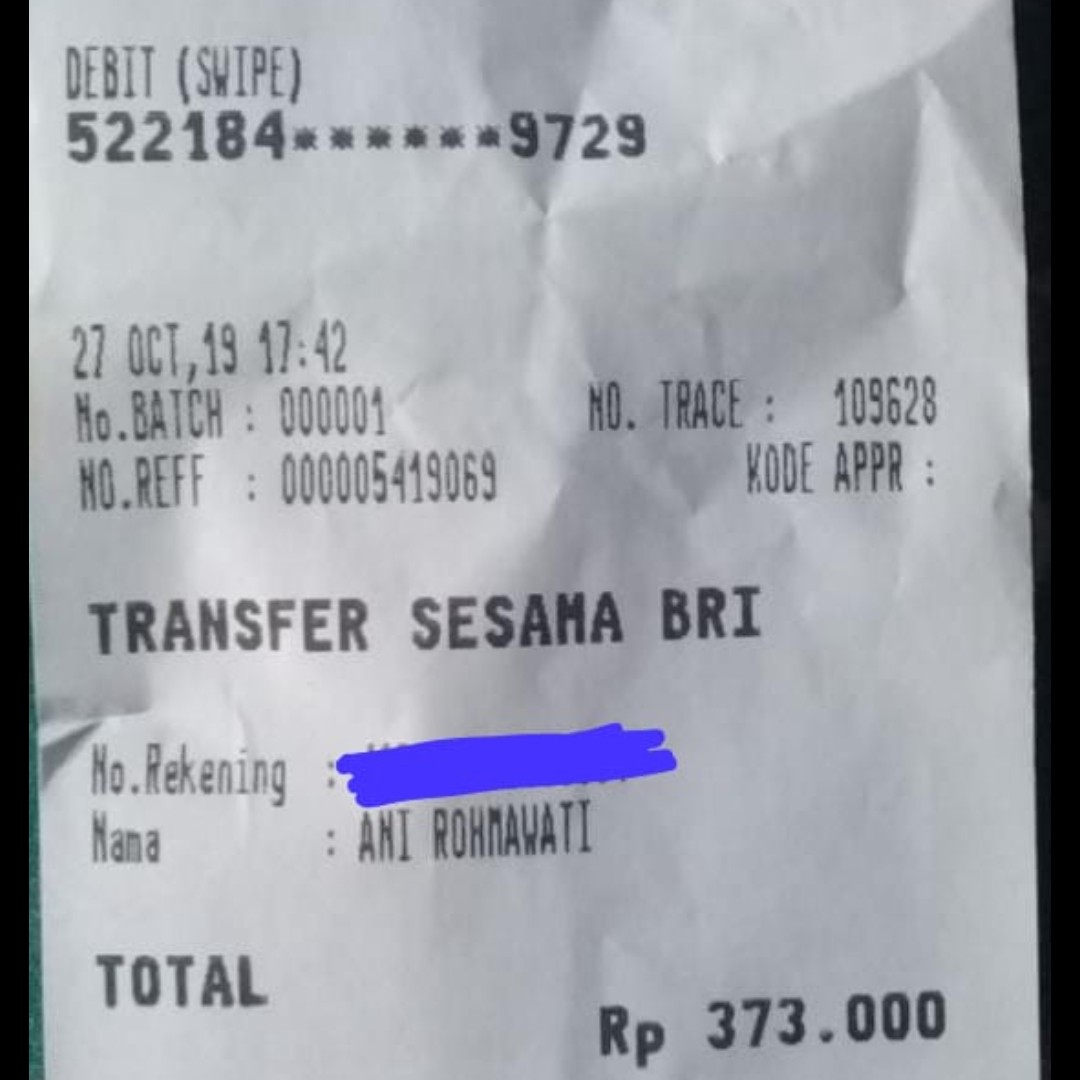 DEBIT (SWIPE)
522184******9729
27 OCT,19 17:42
No.BATCH : 000001 NO. TRACE : 109628
NO.REFF : 000005419069 KODE APPR :
TRANSFER SESAMA BRI
No.Rekening :
Nama : ANI ROHMAWATI
TOTAL
Rp 373.000